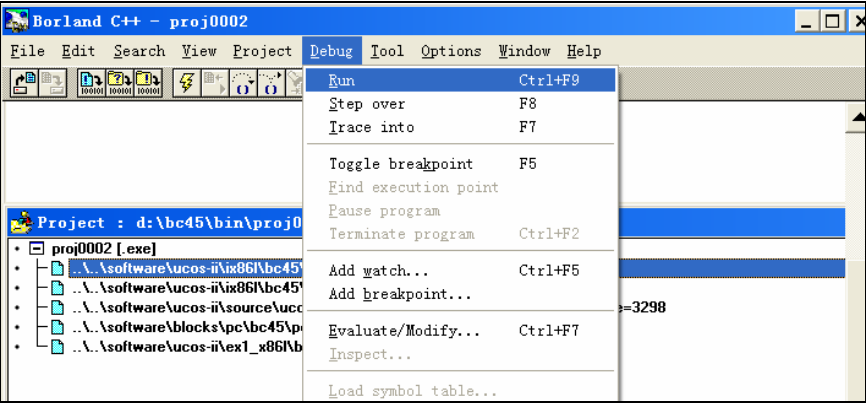 Borland C++ - proj0002
File Edit Search View Project Debug Tool Options Window Help
Run Ctrl+F9
Step over F8
Trace into F7
Toggle breakpoint F5
Find execution point
Pause program
Terminate program Ctrl+F2
Add watch... Ctrl+F5
Add breakpoint...
Evaluate/Modify... Ctrl+F7
Inspect...
Load symbol table...
Project : d:\bc45\bin\proj0
proj0002 [.exe]
..\..\software\ucos-ii\ix86l\bc45\
..\..\software\ucos-ii\ix86l\bc45\
..\..\software\ucos-ii\source\uco =3298
..\..\software\blocks\pc\bc45\p
..\..\software\ucos-ii\ex1_x86l\b